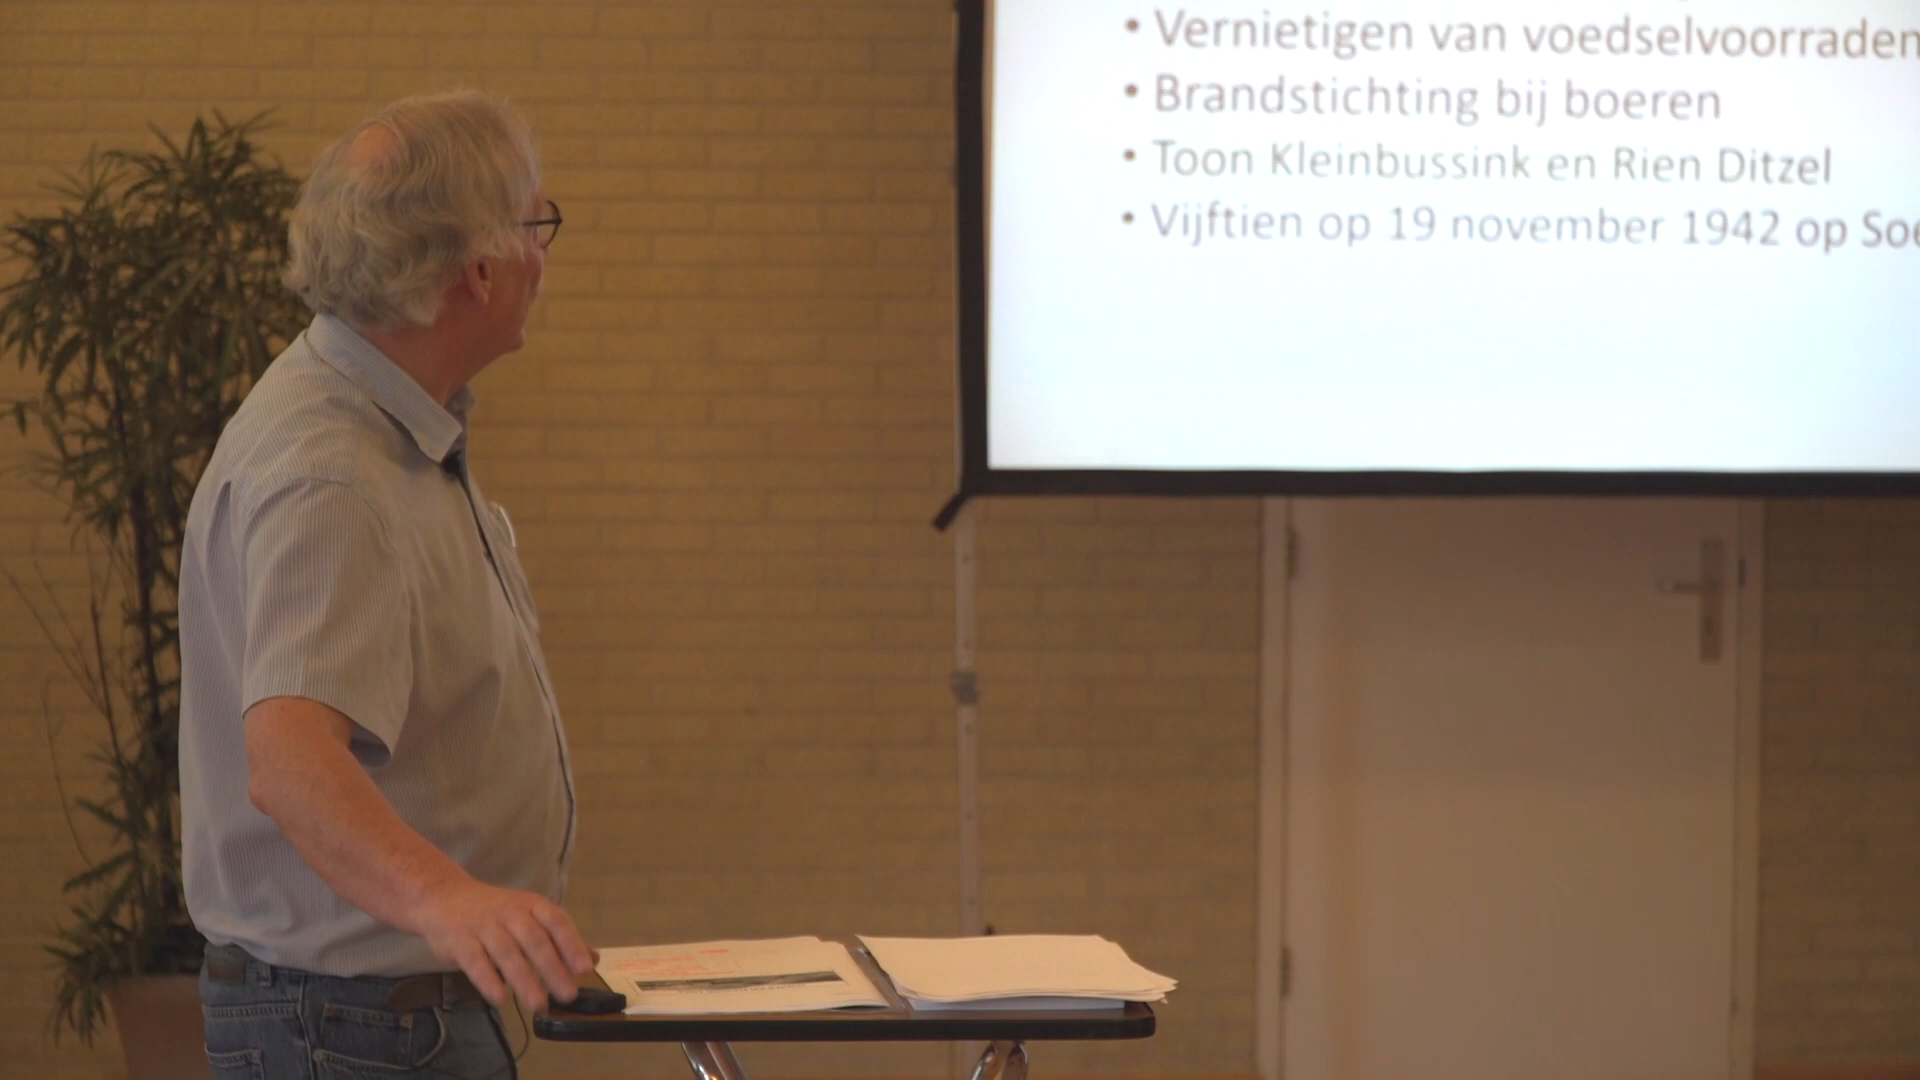 • Vernietigen van voedselvoorraden
• Brandstichting bij boeren
• Toon Kleinbussink en Rien Ditzel
• Vijftien op 19 november 1942 op